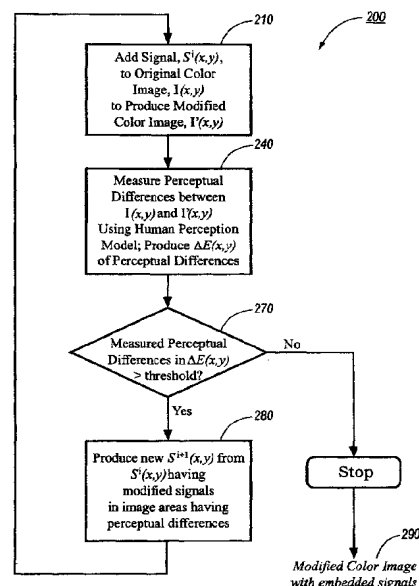 210
200
Add Signal, Sⁱ(x,y),
to Original Color
Image, I(x,y)
to Produce Modified
Color Image, I'(x,y)
240
Measure Perceptual
Differences between
I(x,y) and I'(x,y)
Using Human Perception
Model; Produce ΔE(x,y)
of Perceptual Differences
270
Measured Perceptual
Differences in ΔE(x,y)
> threshold?
No
Yes
280
Produce new Sⁱ⁺¹(x,y) from
Sⁱ(x,y) having
modified signals
in image areas having
perceptual differences
Stop
290
Modified Color Image
with embedded signals